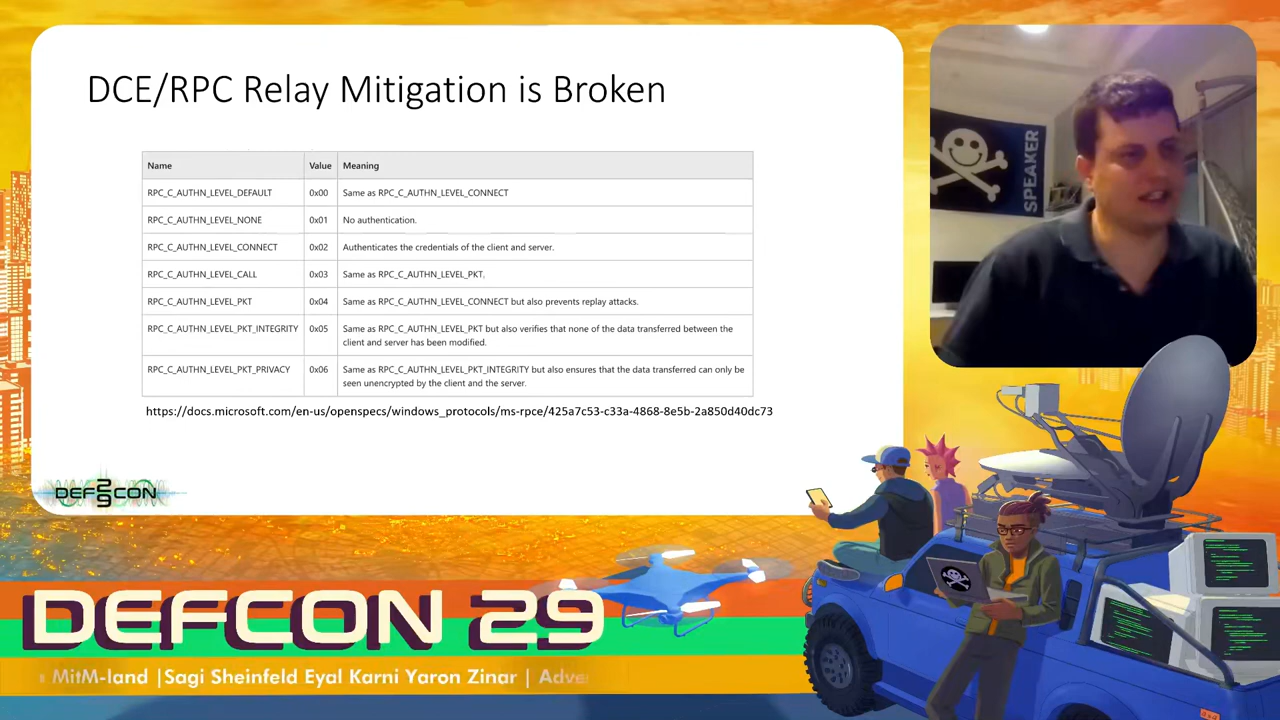 DCE/RPC Relay Mitigation is Broken
Name Value Meaning
RPC_C_AUTHN_LEVEL_DEFAULT 0x00 Same as RPC_C_AUTHN_LEVEL_CONNECT
RPC_C_AUTHN_LEVEL_NONE 0x01 No authentication.
RPC_C_AUTHN_LEVEL_CONNECT 0x02 Authenticates the credentials of the client and server.
RPC_C_AUTHN_LEVEL_CALL 0x03 Same as RPC_C_AUTHN_LEVEL_PKT.
RPC_C_AUTHN_LEVEL_PKT 0x04 Same as RPC_C_AUTHN_LEVEL_CONNECT but also prevents replay attacks.
RPC_C_AUTHN_LEVEL_PKT_INTEGRITY 0x05 Same as RPC_C_AUTHN_LEVEL_PKT but also verifies that none of the data transferred between the
client and server has been modified.
RPC_C_AUTHN_LEVEL_PKT_PRIVACY 0x06 Same as RPC_C_AUTHN_LEVEL_PKT_INTEGRITY but also ensures that the data transferred can only be
seen unencrypted by the client and the server.
https://docs.microsoft.com/en-us/openspecs/windows_protocols/ms-rpce/425a7c53-c33a-4868-8e5b-2a850d40dc73
DEF 29 CON
SPEAKER
DEFCON 29
MitM-land |Sagi Sheinfeld Eyal Karni Yaron Zinar | Adve